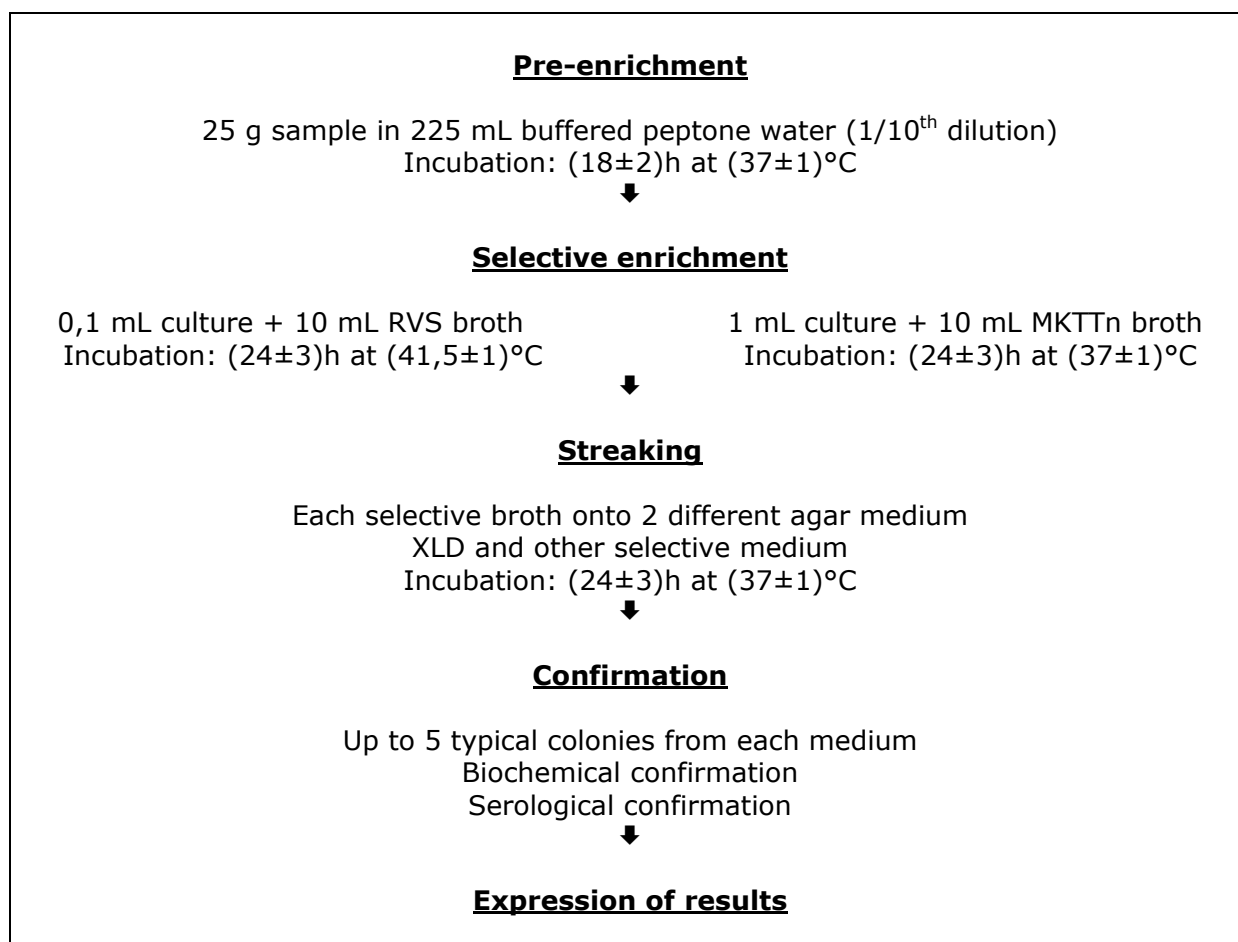 Pre-enrichment
25 g sample in 225 mL buffered peptone water (1/10th dilution)
Incubation: (18±2)h at (37±1)°C
Selective enrichment
0,1 mL culture + 10 mL RVS broth
Incubation: (24±3)h at (41,5±1)°C
1 mL culture + 10 mL MKTTn broth
Incubation: (24±3)h at (37±1)°C
Streaking
Each selective broth onto 2 different agar medium
XLD and other selective medium
Incubation: (24±3)h at (37±1)°C
Confirmation
Up to 5 typical colonies from each medium
Biochemical confirmation
Serological confirmation
Expression of results